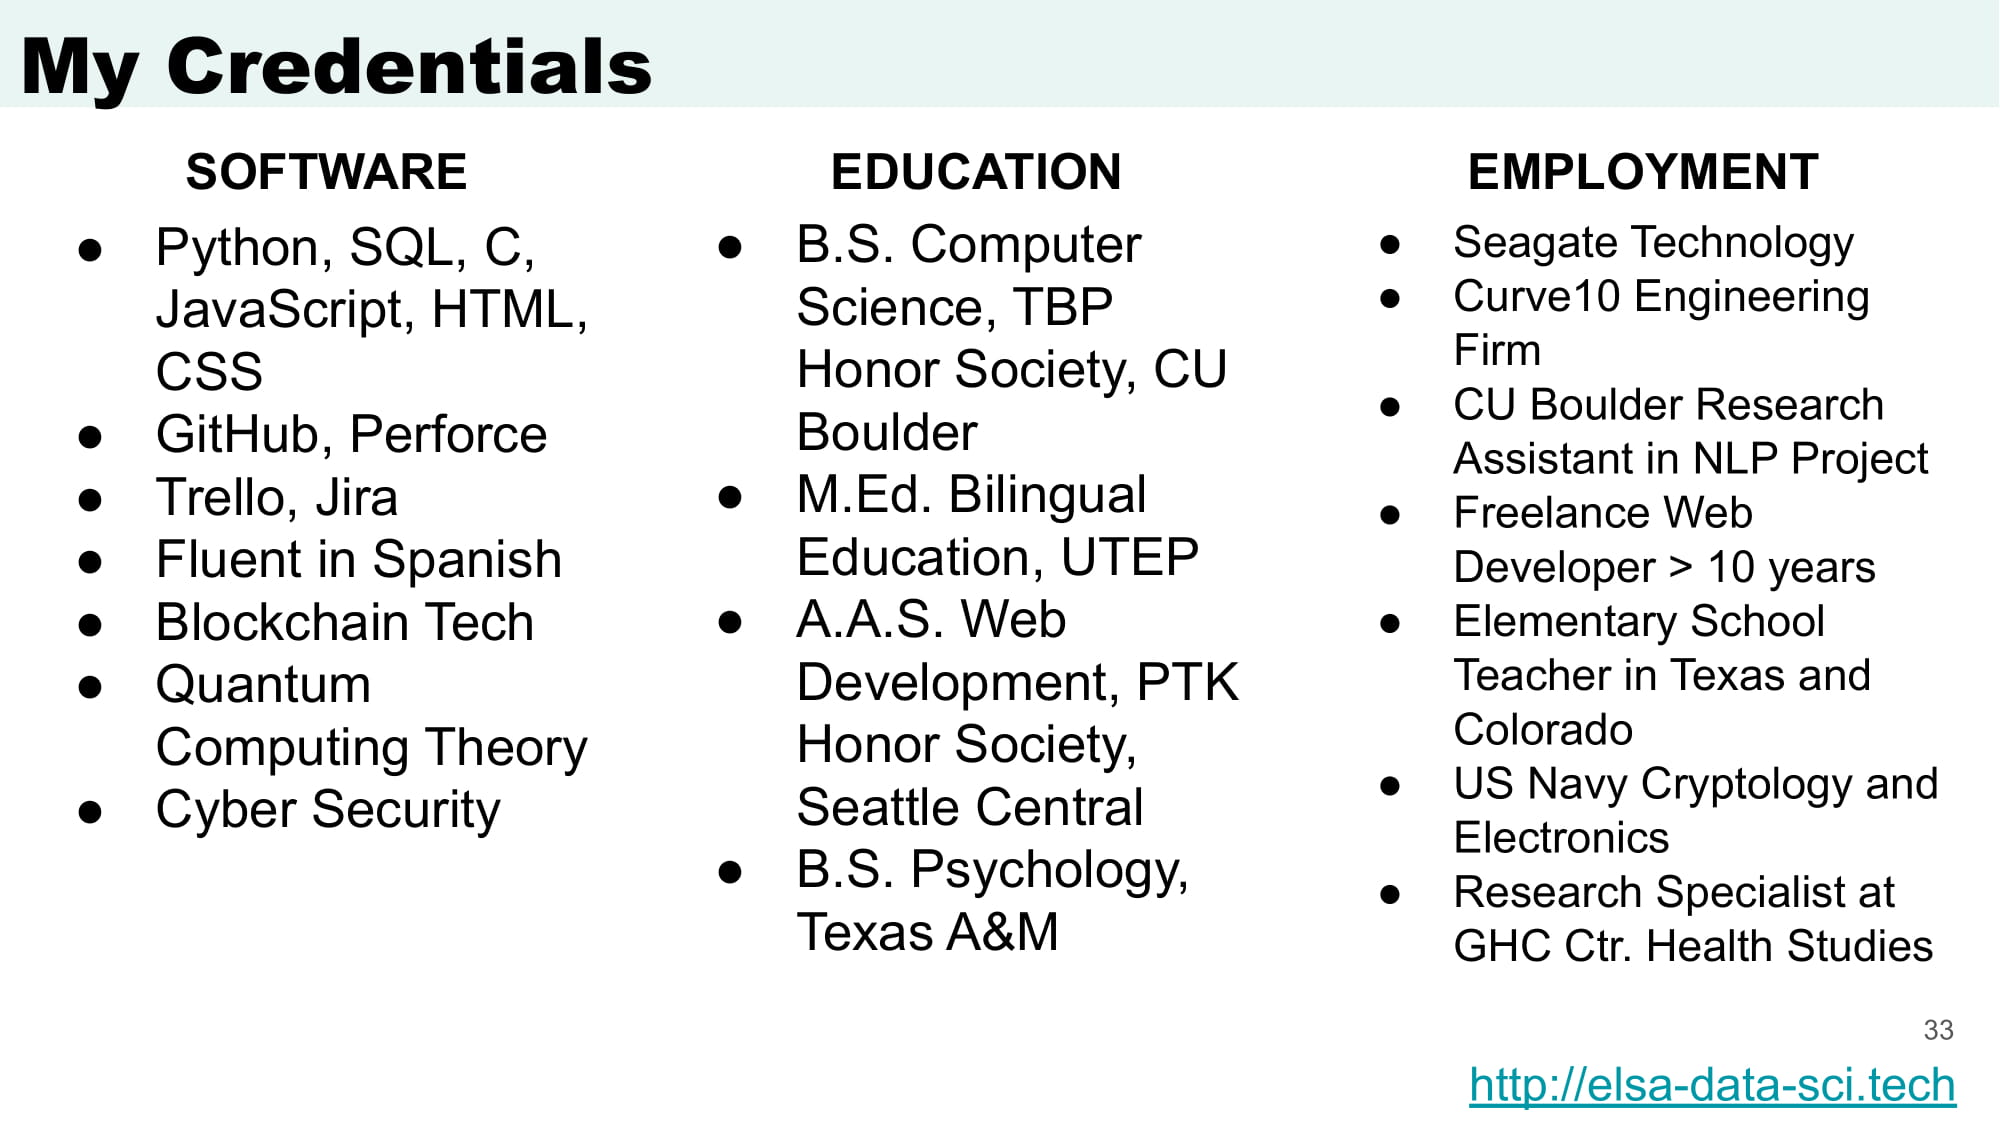 My Credentials
SOFTWARE
● Python, SQL, C,
JavaScript, HTML,
CSS
● GitHub, Perforce
● Trello, Jira
● Fluent in Spanish
● Blockchain Tech
● Quantum
Computing Theory
● Cyber Security
EDUCATION
● B.S. Computer
Science, TBP
Honor Society, CU
Boulder
● M.Ed. Bilingual
Education, UTEP
● A.A.S. Web
Development, PTK
Honor Society,
Seattle Central
● B.S. Psychology,
Texas A&M
EMPLOYMENT
● Seagate Technology
● Curve10 Engineering
Firm
● CU Boulder Research
Assistant in NLP Project
● Freelance Web
Developer > 10 years
● Elementary School
Teacher in Texas and
Colorado
● US Navy Cryptology and
Electronics
● Research Specialist at
GHC Ctr. Health Studies
33
http://elsa-data-sci.tech